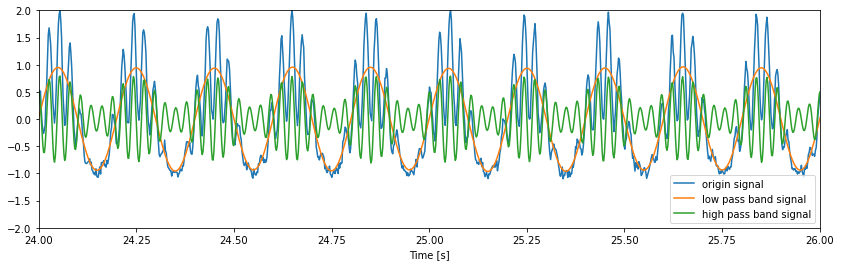 2.0
1.5
1.0
0.5
0.0
−0.5
−1.0
−1.5
−2.0
origin signal
low pass band signal
high pass band signal
24.00 24.25 24.50 24.75 25.00 25.25 25.50 25.75 26.00
Time [s]